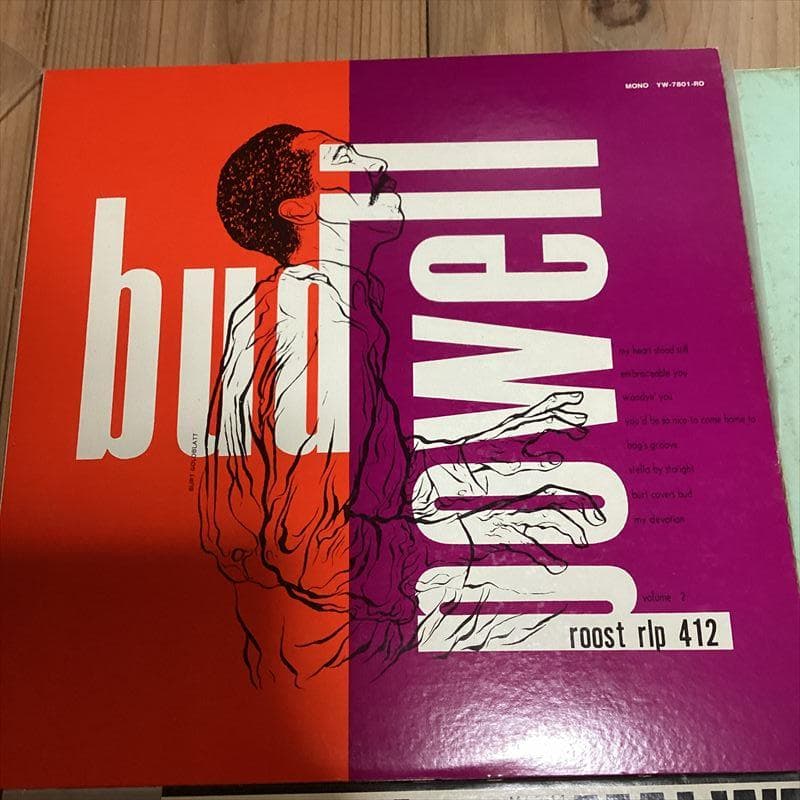 MONO YW-7801-RO
bud
powell
BURT GOLDBLATT
my heart stood still
embraceable you
woodyn' you
you'd be so nice to come home to
bag's groove
stella by starlight
burt covers bud
my devotion
volume 2
roost rlp 412